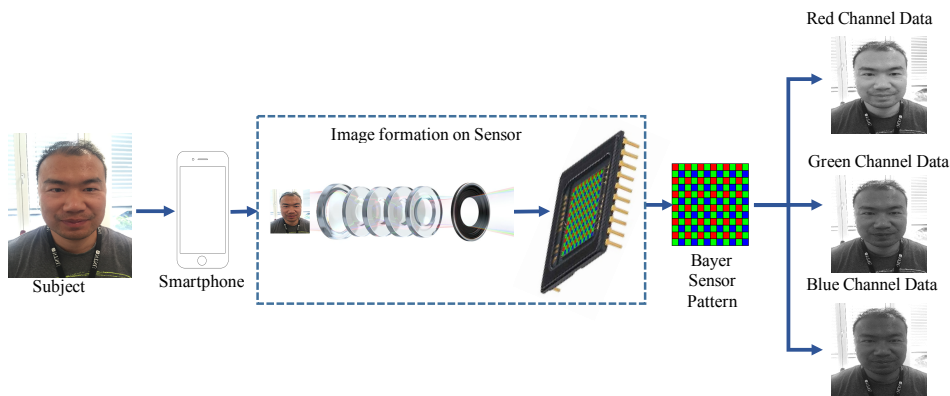 Subject
Smartphone
Image formation on Sensor
Bayer
Sensor
Pattern
Red Channel Data
Green Channel Data
Blue Channel Data